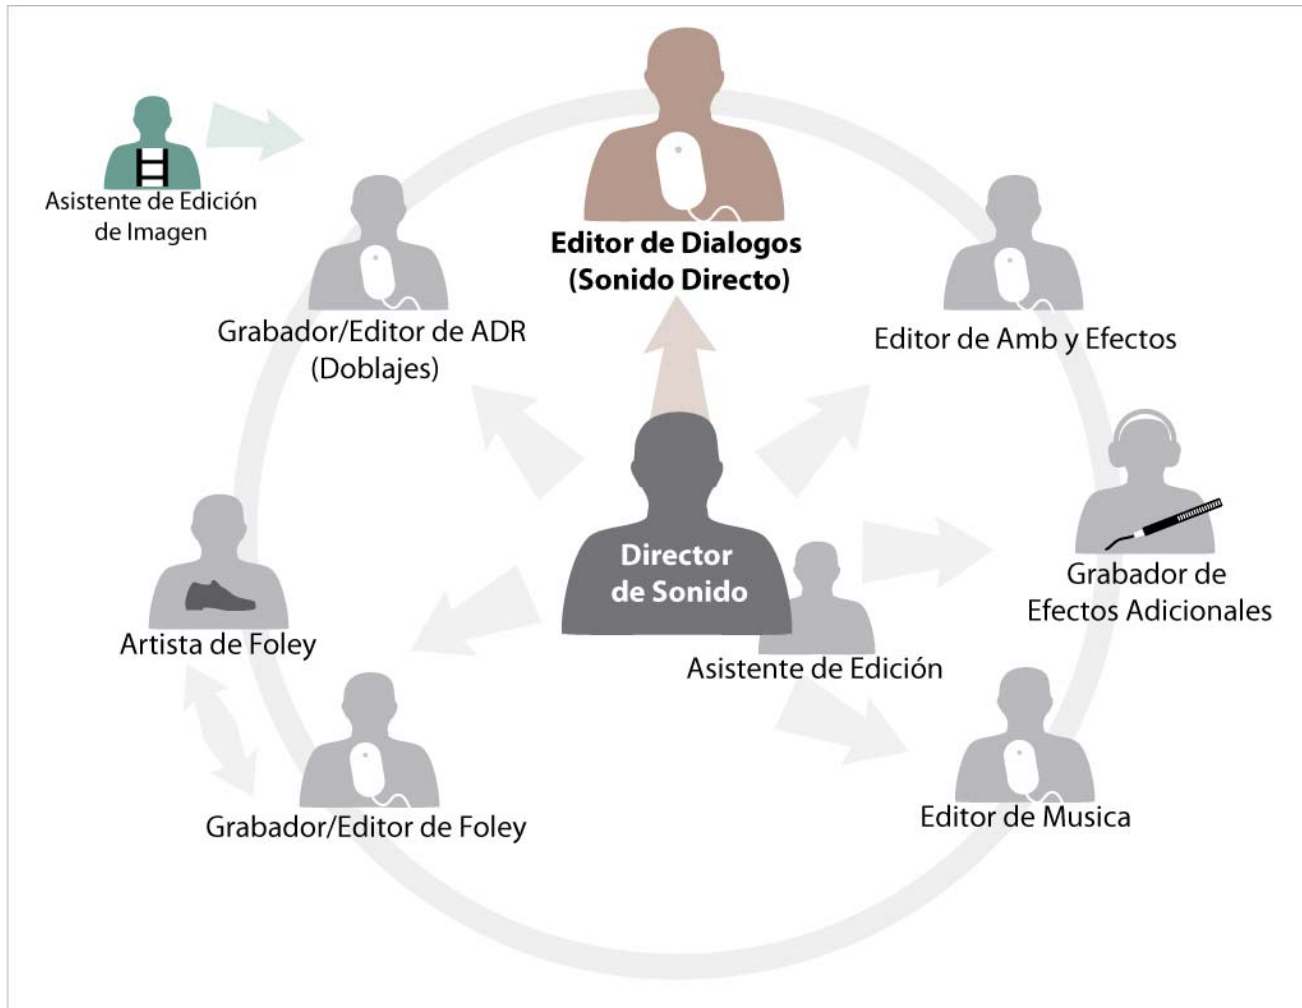 Asistente de Edición
de Imagen
Editor de Dialogos
(Sonido Directo)
Grabador/Editor de ADR
(Doblajes)
Editor de Amb y Efectos
Director
de Sonido
Grabador de
Efectos Adicionales
Artista de Foley
Asistente de Edición
Grabador/Editor de Foley
Editor de Musica